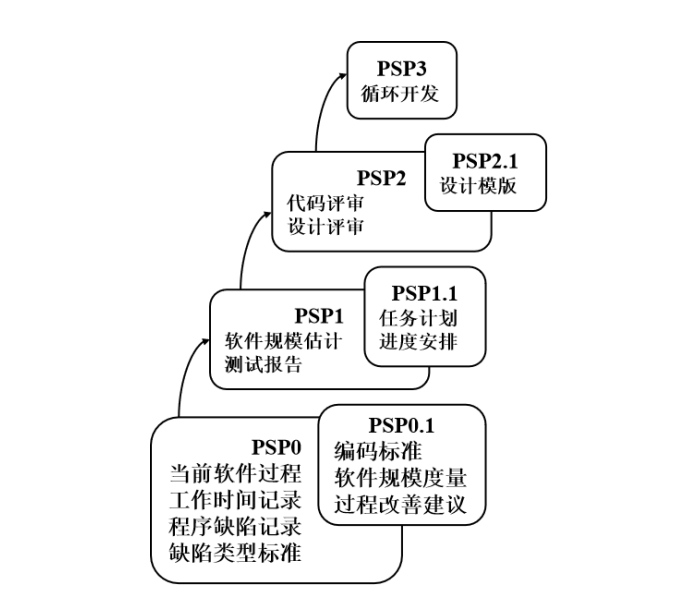 PSP3
循环开发
PSP2
代码评审
设计评审
PSP2.1
设计模版
PSP1
软件规模估计
测试报告
PSP1.1
任务计划
进度安排
PSP0
当前软件过程
工作时间记录
程序缺陷记录
缺陷类型标准
PSP0.1
编码标准
软件规模度量
过程改善建议